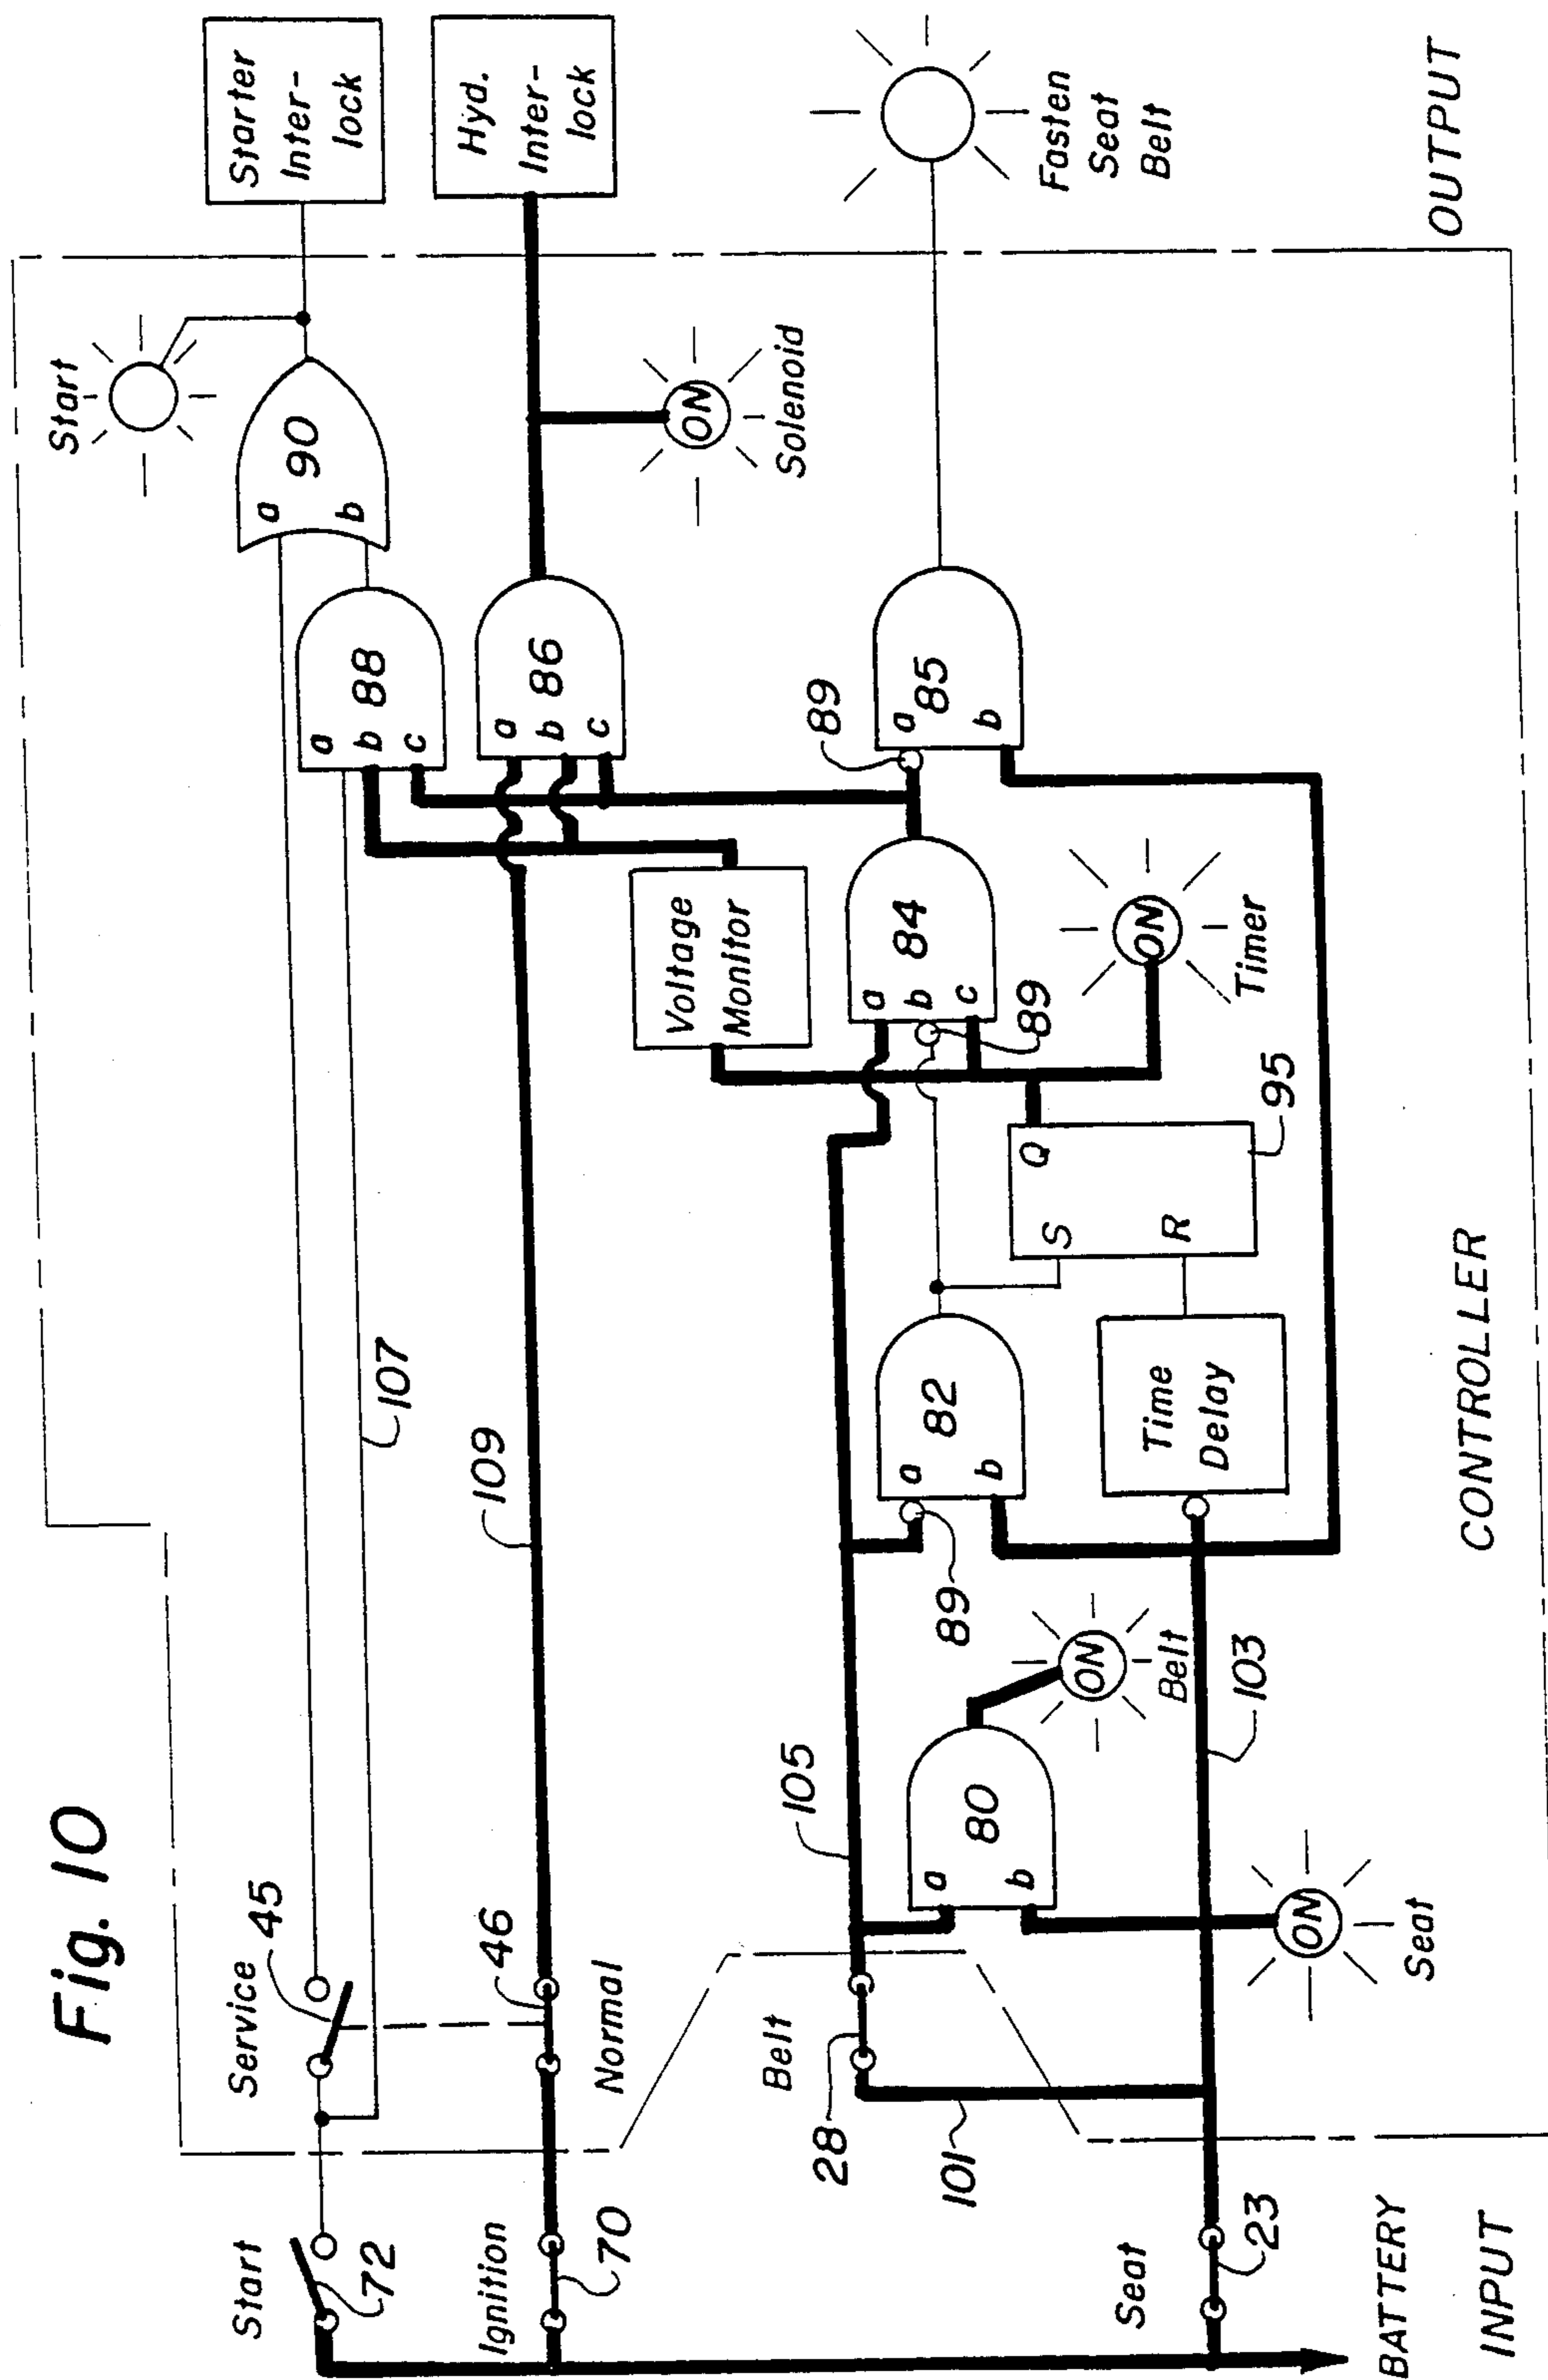 Fig. 10
Start
72
Ignition
70
Seat
23
BATTERY
INPUT
Service
45
46
Normal
Belt
28
101
105
107
109
103
a
b
80
ON
Belt
ON
Seat
89
a
b
82
Time
Delay
S
R
Q
95
Voltage
Monitor
a
b
c
84
89
ON
Timer
89
a
b
85
a
b
c
88
a
b
c
86
a
b
90
Start
ON
Solenoid
Starter
Inter-
lock
Hyd.
Inter-
lock
Fasten
Seat
Belt
CONTROLLER
OUTPUT